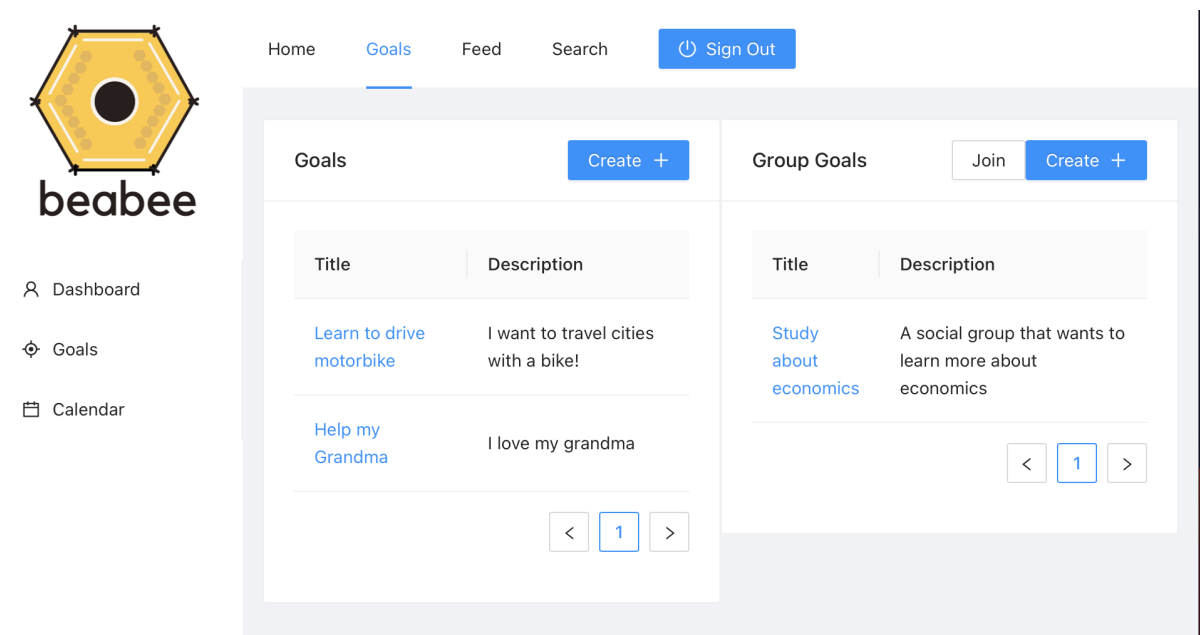 beabee
Dashboard
Goals
Calendar
Home Goals Feed Search Sign Out
Goals Create +
Title Description
Learn to drive
motorbike
I want to travel cities
with a bike!
Help my
Grandma
I love my grandma
< 1 >
Group Goals Join Create +
Title Description
Study
about
economics
A social group that wants to
learn more about
economics
< 1 >